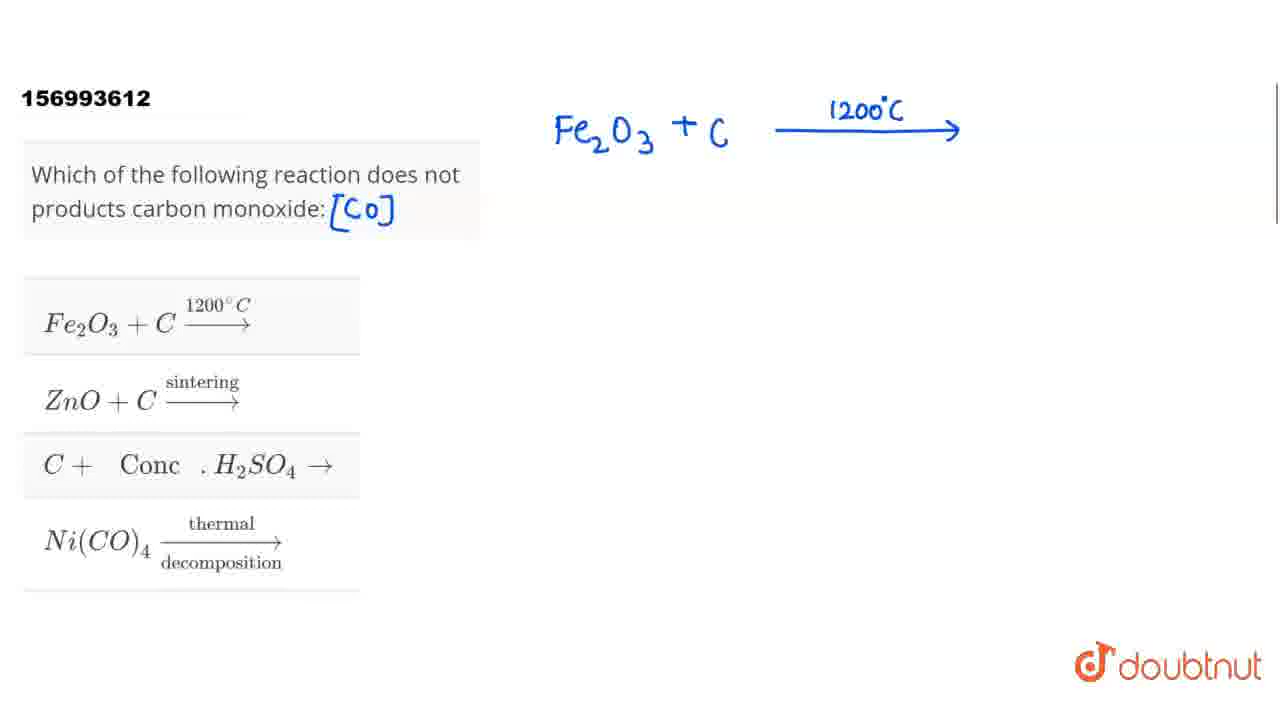 156993612
Which of the following reaction does not
products carbon monoxide: [CO]
Fe₂O₃ + C 1200°C →
ZnO + C sintering →
C + Conc . H₂SO₄ →
Ni(CO)₄ thermal decomposition →
Fe₂O₃ + C 1200°C →
doubtnut